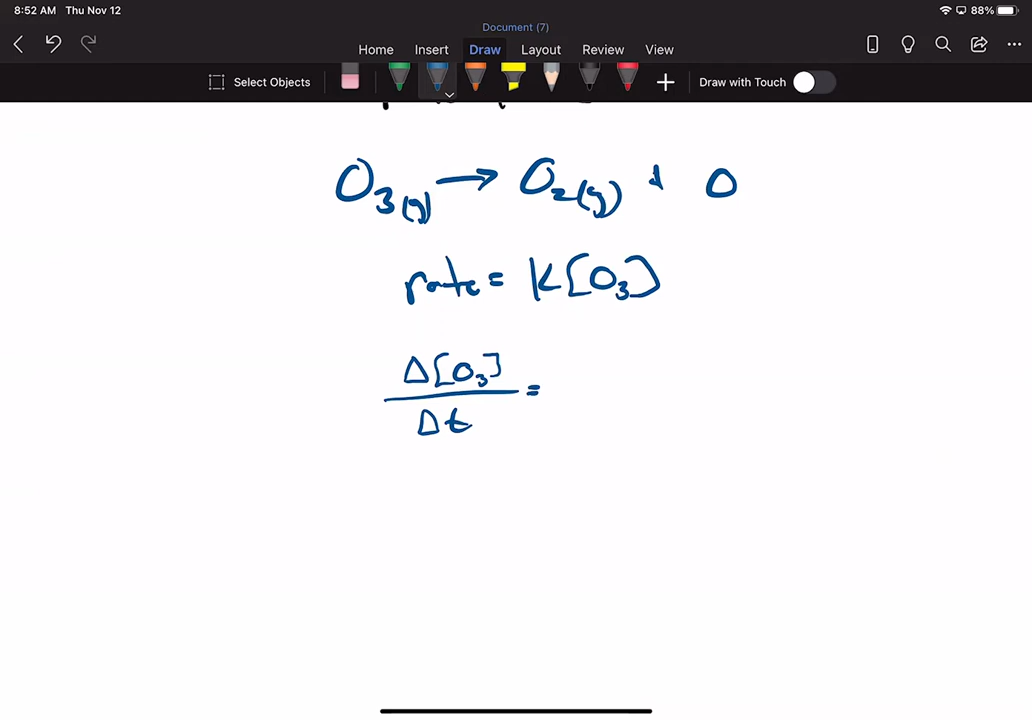 8:52 AM Thu Nov 12 88%
Document (7)
Home Insert Draw Layout Review View
Select Objects Draw with Touch
O₃(g) → O₂(g) + O
rate = K[O₃]
Δ[O₃]
Δt =